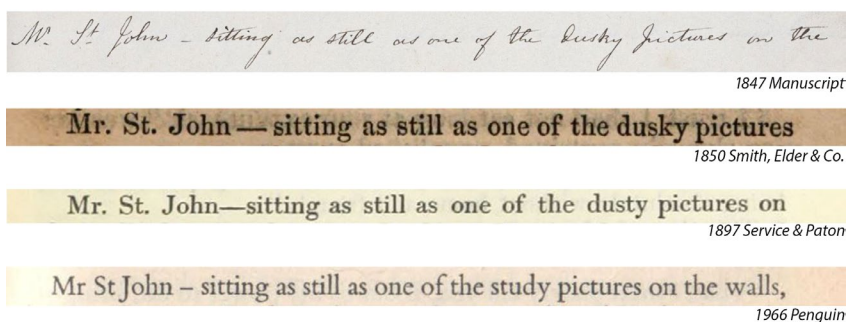 Mr. St. John – sitting as still as one of the dusky pictures on the
1847 Manuscript
Mr. St. John — sitting as still as one of the dusky pictures
1850 Smith, Elder & Co.
Mr. St. John—sitting as still as one of the dusty pictures on
1897 Service & Paton
Mr St John – sitting as still as one of the study pictures on the walls,
1966 Penguin